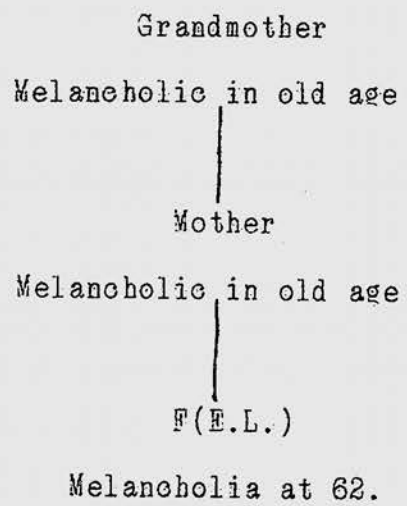 Grandmother
Melancholic in old age
Mother
Melancholic in old age
F(E.L.)
Melancholia at 62.